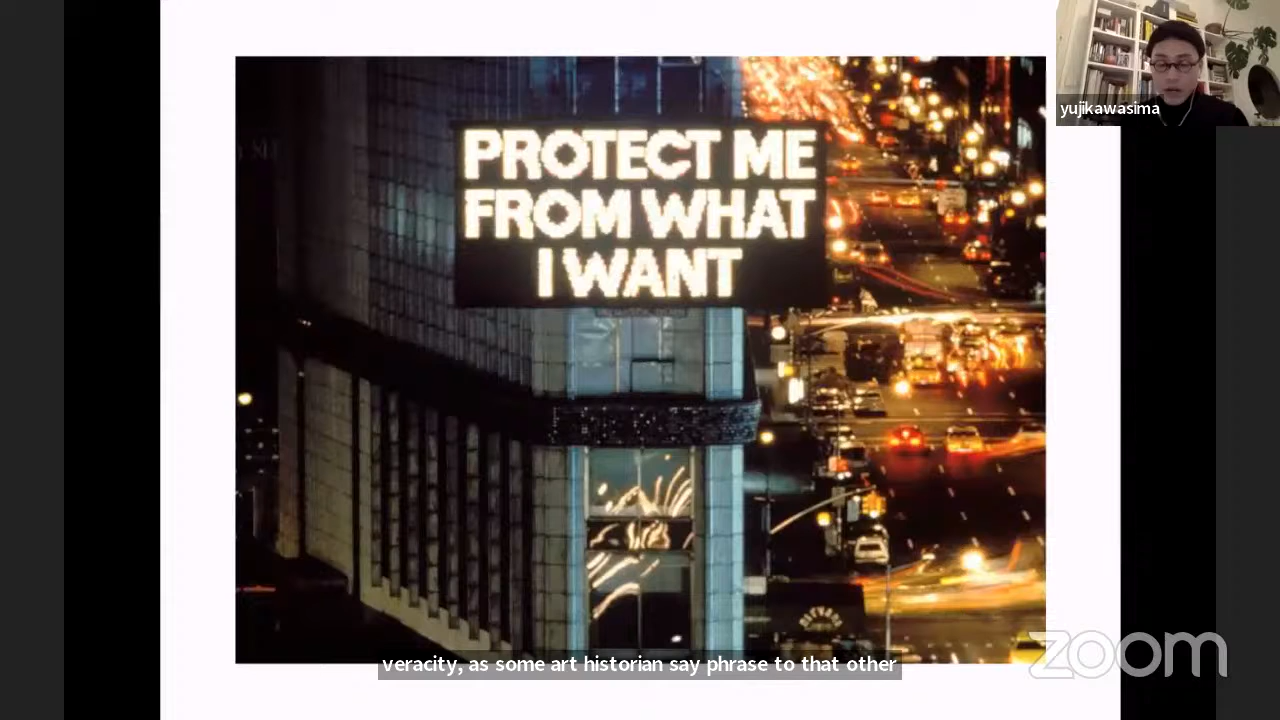 PROTECT ME
FROM WHAT
I WANT
yujikawasima
veracity, as some art historian say phrase to that other
zoom